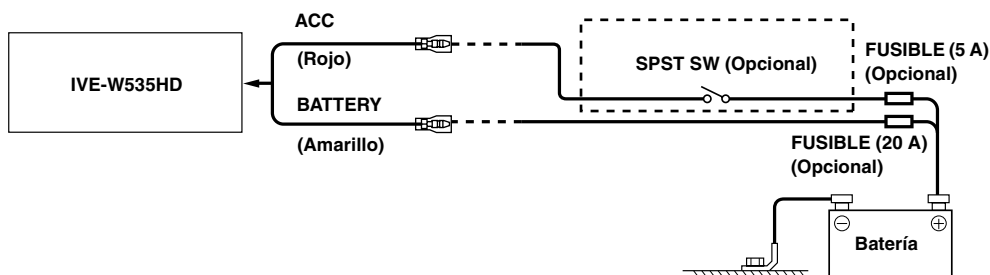 ACC
(Rojo)
IVE-W535HD
BATTERY
(Amarillo)
SPST SW (Opcional)
FUSIBLE (5 A)
(Opcional)
FUSIBLE (20 A)
(Opcional)
Batería